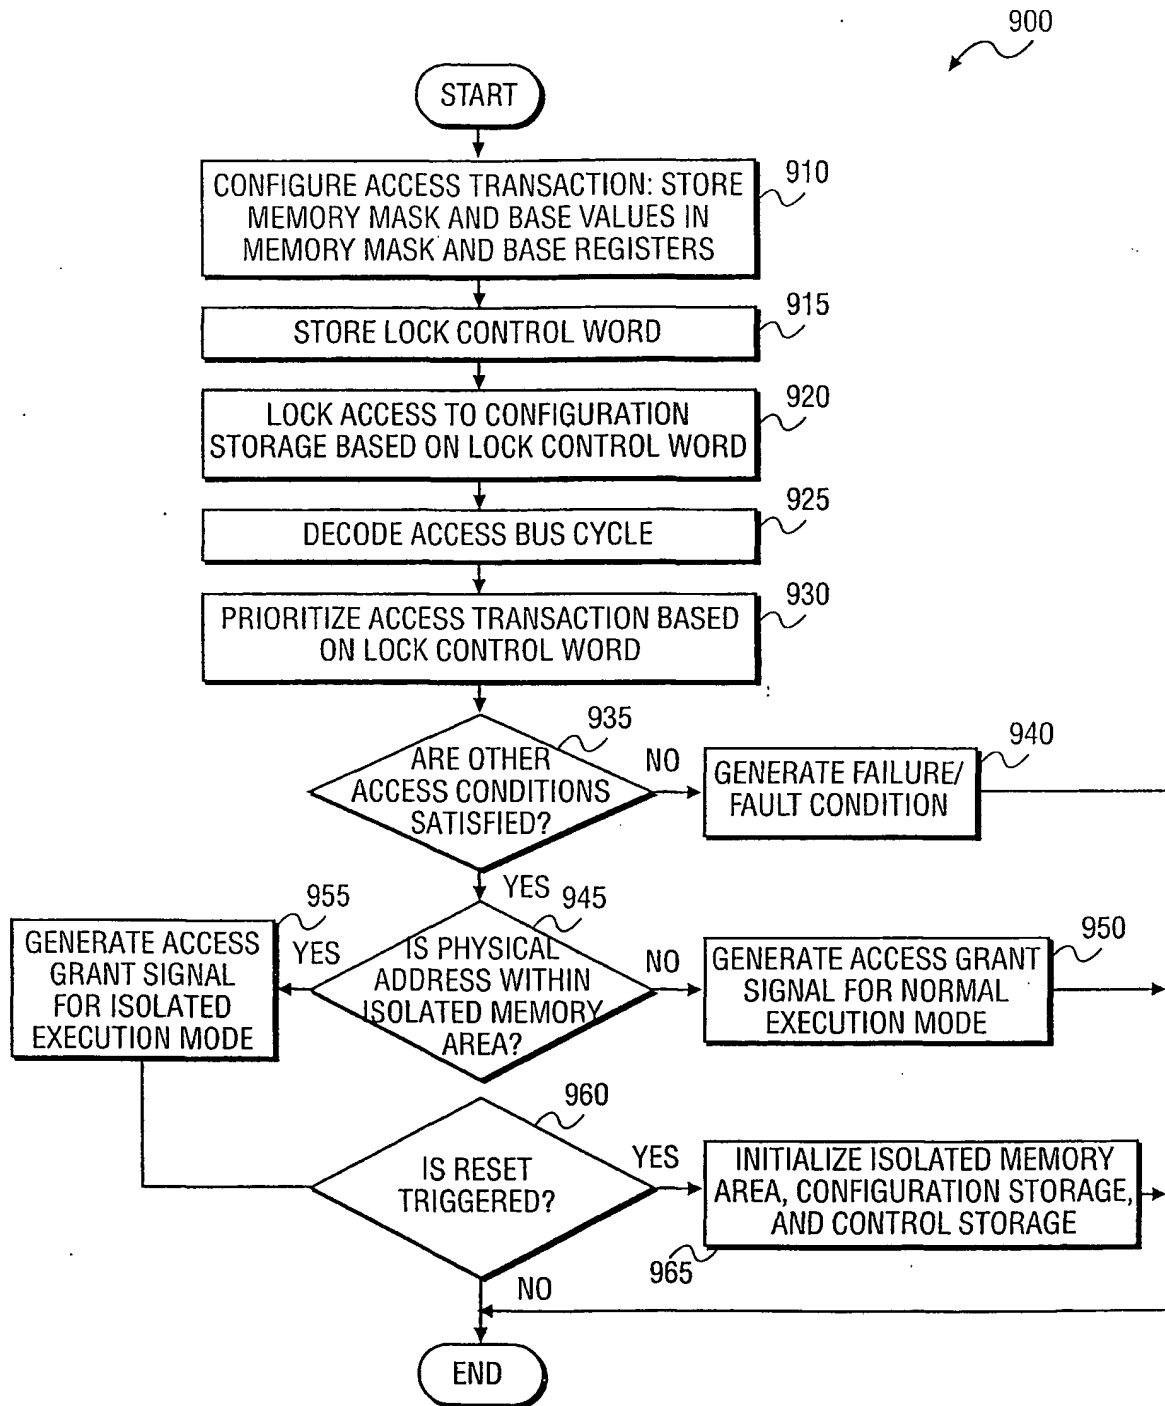 900
START
CONFIGURE ACCESS TRANSACTION: STORE
MEMORY MASK AND BASE VALUES IN
MEMORY MASK AND BASE REGISTERS
910
STORE LOCK CONTROL WORD
915
LOCK ACCESS TO CONFIGURATION
STORAGE BASED ON LOCK CONTROL WORD
920
DECODE ACCESS BUS CYCLE
925
PRIORITIZE ACCESS TRANSACTION BASED
ON LOCK CONTROL WORD
930
ARE OTHER
ACCESS CONDITIONS
SATISFIED?
935
NO
GENERATE FAILURE/
FAULT CONDITION
940
YES
IS PHYSICAL
ADDRESS WITHIN
ISOLATED MEMORY
AREA?
945
YES
GENERATE ACCESS
GRANT SIGNAL
FOR ISOLATED
EXECUTION MODE
955
NO
GENERATE ACCESS GRANT
SIGNAL FOR NORMAL
EXECUTION MODE
950
IS RESET
TRIGGERED?
960
YES
INITIALIZE ISOLATED MEMORY
AREA, CONFIGURATION STORAGE,
AND CONTROL STORAGE
965
NO
END